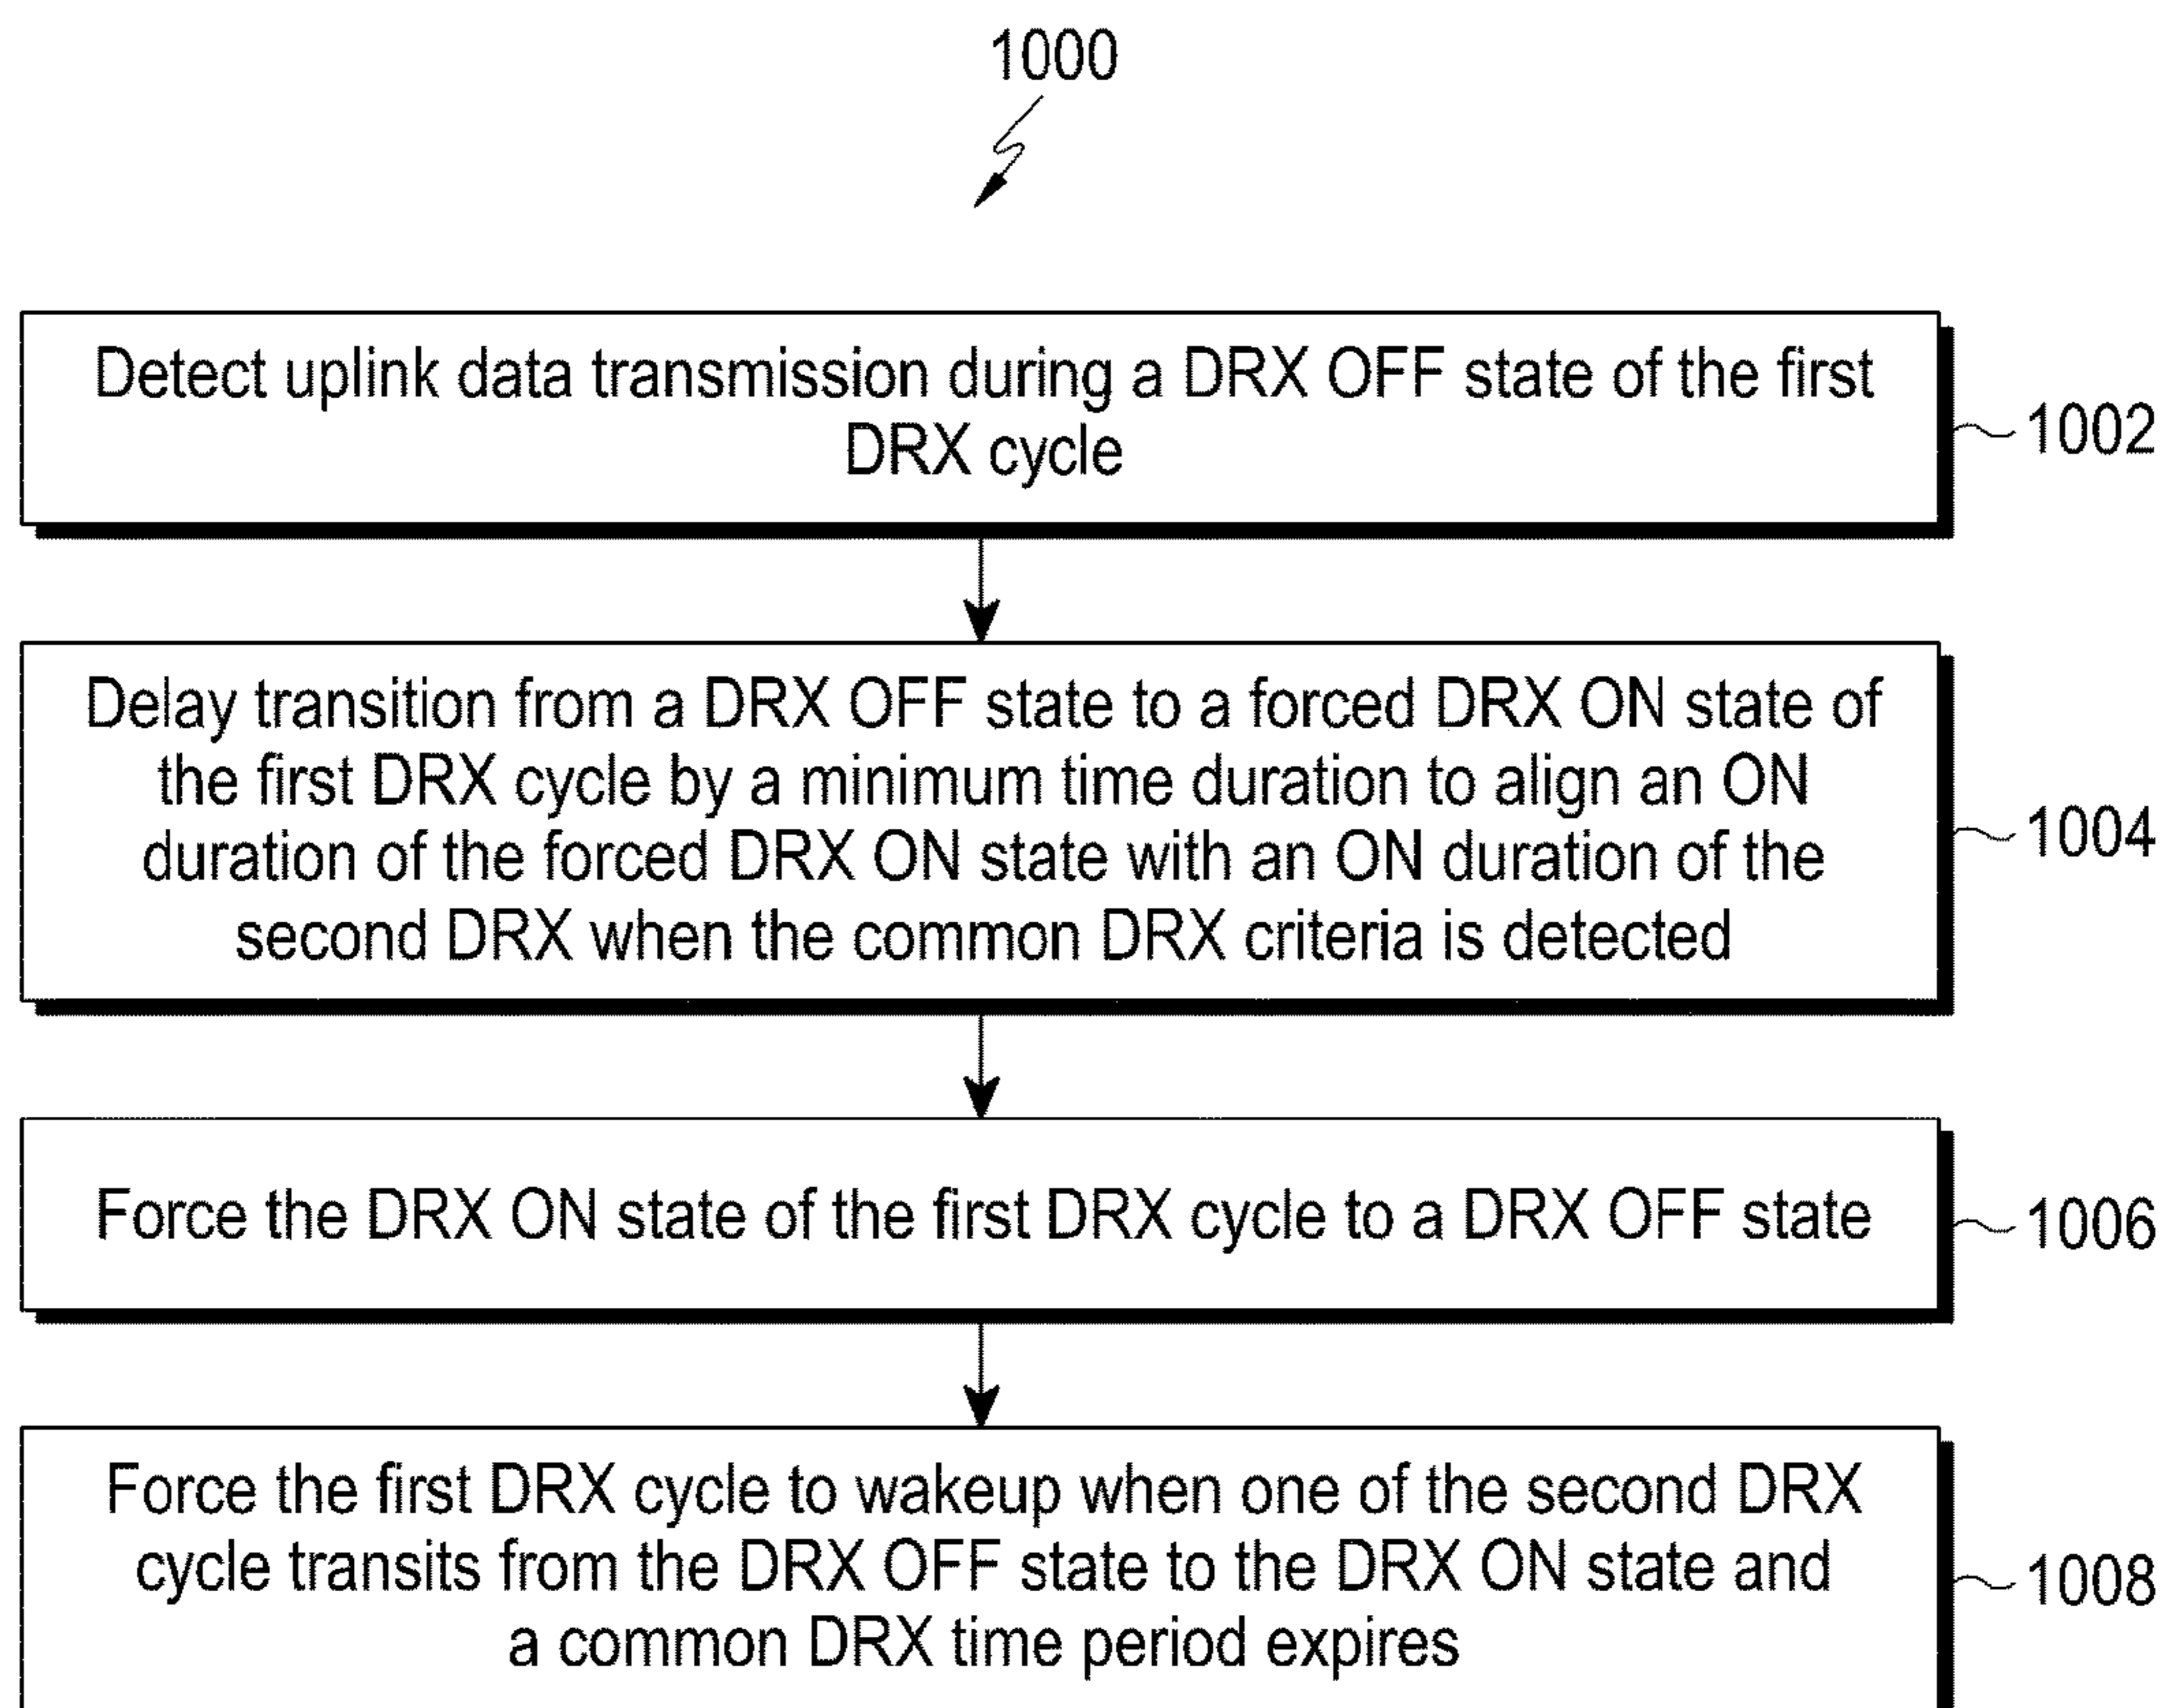 1000
Detect uplink data transmission during a DRX OFF state of the first
DRX cycle
1002
Delay transition from a DRX OFF state to a forced DRX ON state of
the first DRX cycle by a minimum time duration to align an ON
duration of the forced DRX ON state with an ON duration of the
second DRX when the common DRX criteria is detected
1004
Force the DRX ON state of the first DRX cycle to a DRX OFF state
1006
Force the first DRX cycle to wakeup when one of the second DRX
cycle transits from the DRX OFF state to the DRX ON state and
a common DRX time period expires
1008